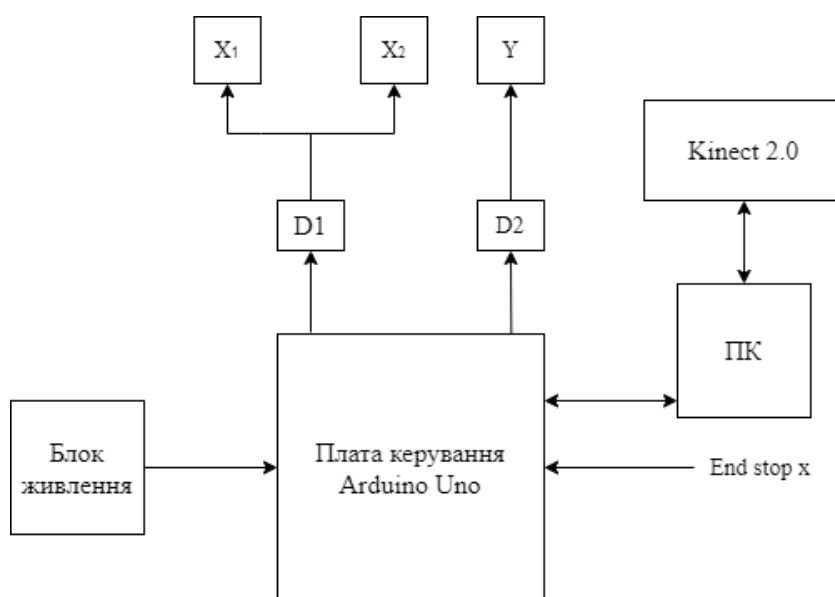 X₁
X₂
Y
Kinect 2.0
D1
D2
ПК
Блок
живлення
Плата керування
Arduino Uno
End stop x